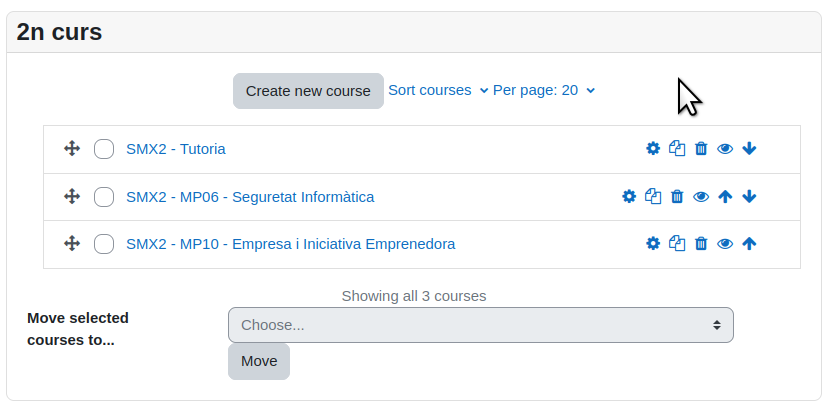 2n curs
Create new course Sort courses Per page: 20
SMX2 - Tutoria
SMX2 - MP06 - Seguretat Informàtica
SMX2 - MP10 - Empresa i Iniciativa Emprenedora
Showing all 3 courses
Move selected
courses to...
Choose...
Move